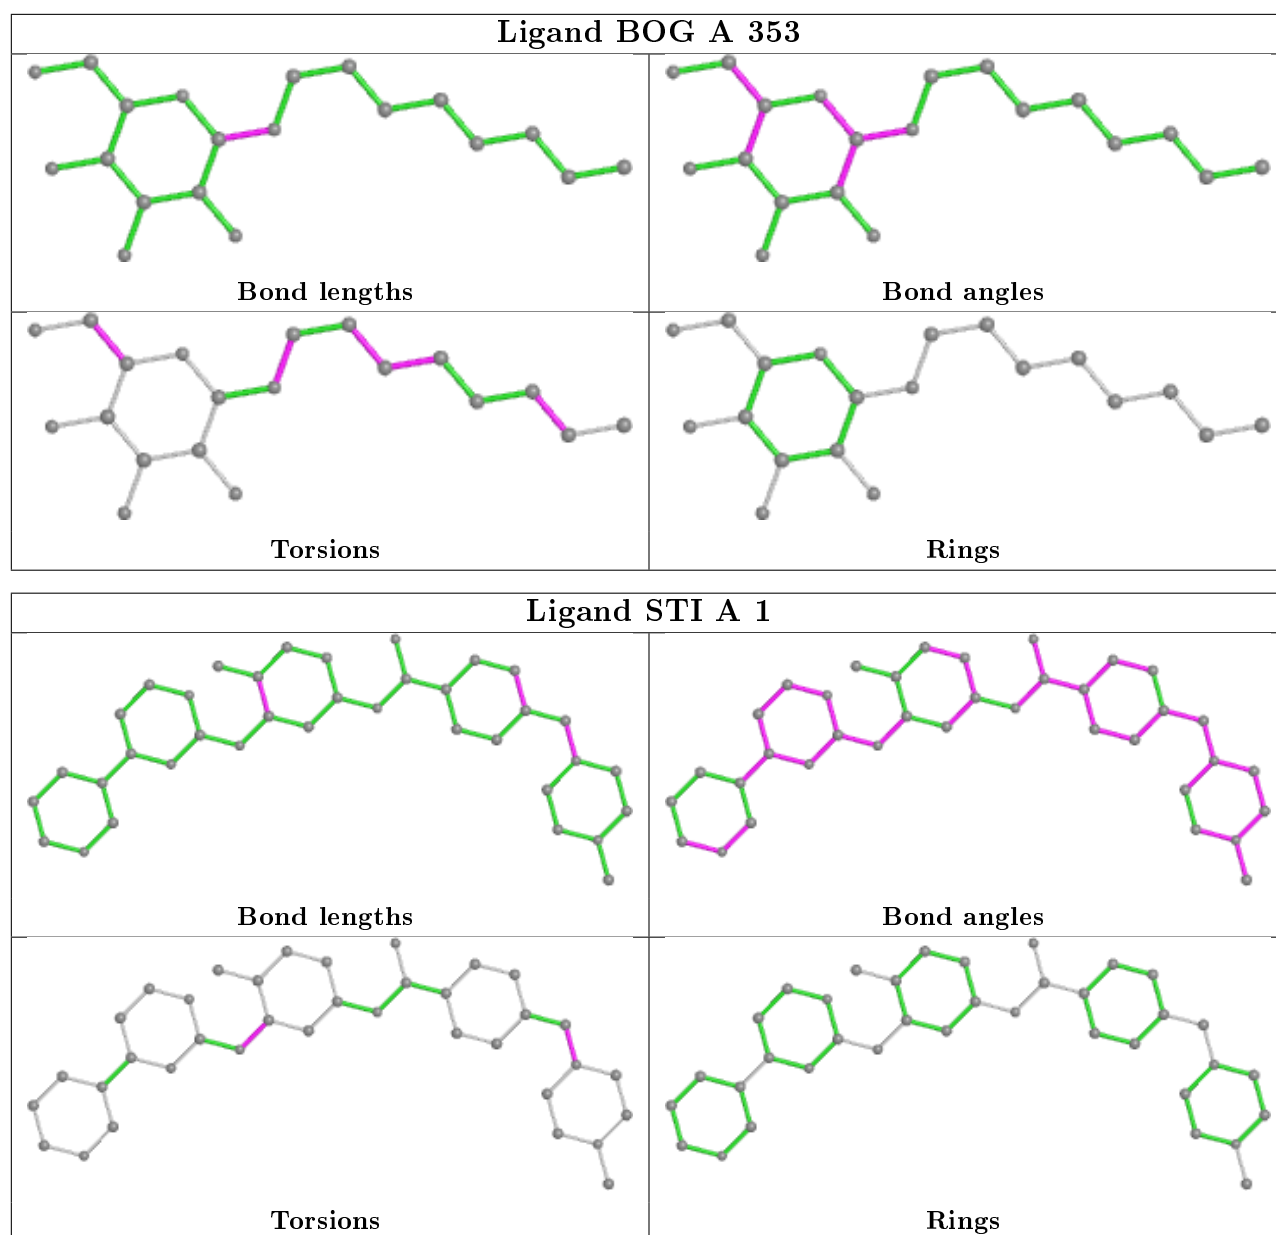 Ligand BOG A 353
Bond lengths
Bond angles
Torsions
Rings
Ligand STI A 1
Bond lengths
Bond angles
Torsions
Rings